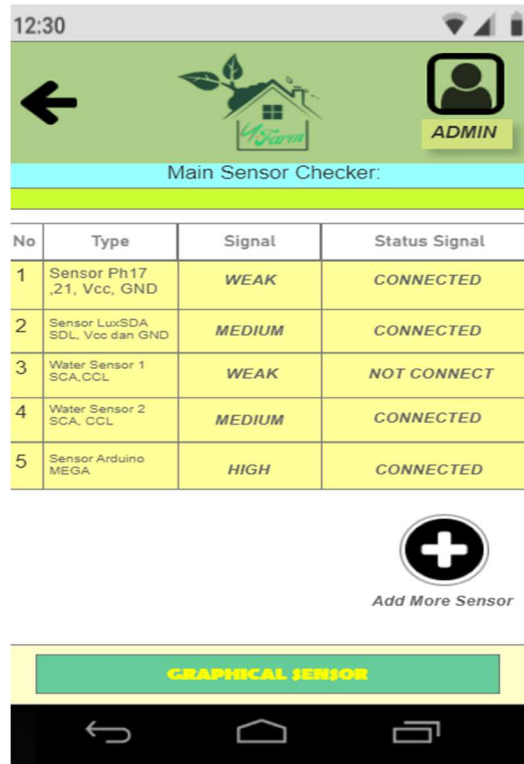 12:30
Y Farm
ADMIN
Main Sensor Checker:
No Type Signal Status Signal
1 Sensor Ph17 WEAK CONNECTED
,21, Vcc, GND
2 Sensor LuxSDA MEDIUM CONNECTED
SDL, Vcc dan GND
3 Water Sensor 1 WEAK NOT CONNECT
SCA,CCL
4 Water Sensor 2 MEDIUM CONNECTED
SCA, CCL
5 Sensor Arduino HIGH CONNECTED
MEGA
Add More Sensor
GRAPHICAL SENSOR